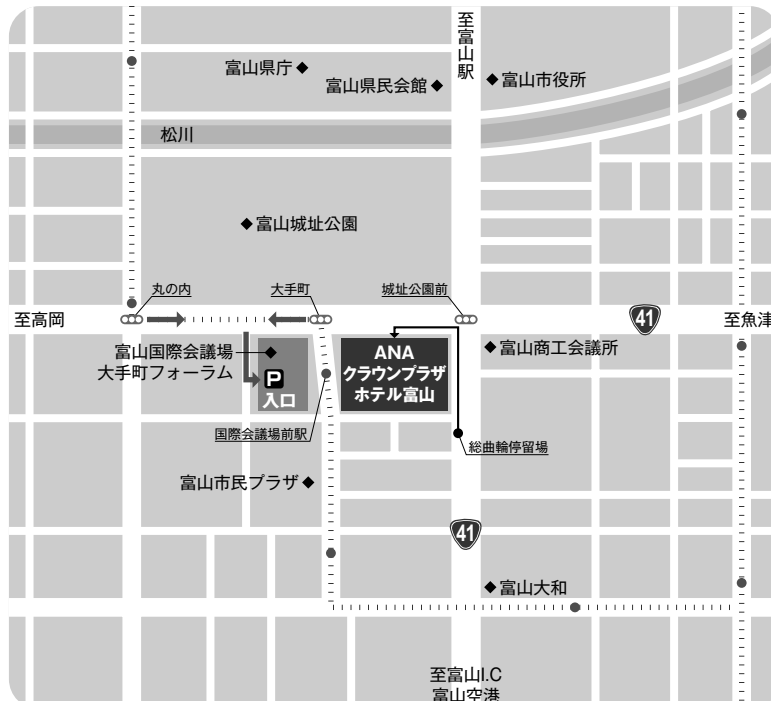 至富山駅
富山県庁
富山県民会館
富山市役所
松川
富山城址公園
丸の内
大手町
城址公園前
至高岡
41
至魚津
富山国際会議場
大手町フォーラム
P
入口
ANA
クラウンプラザ
ホテル富山
富山商工会議所
国際会議場前駅
総曲輪停留場
富山市民プラザ
41
富山大和
至富山I.C
富山空港